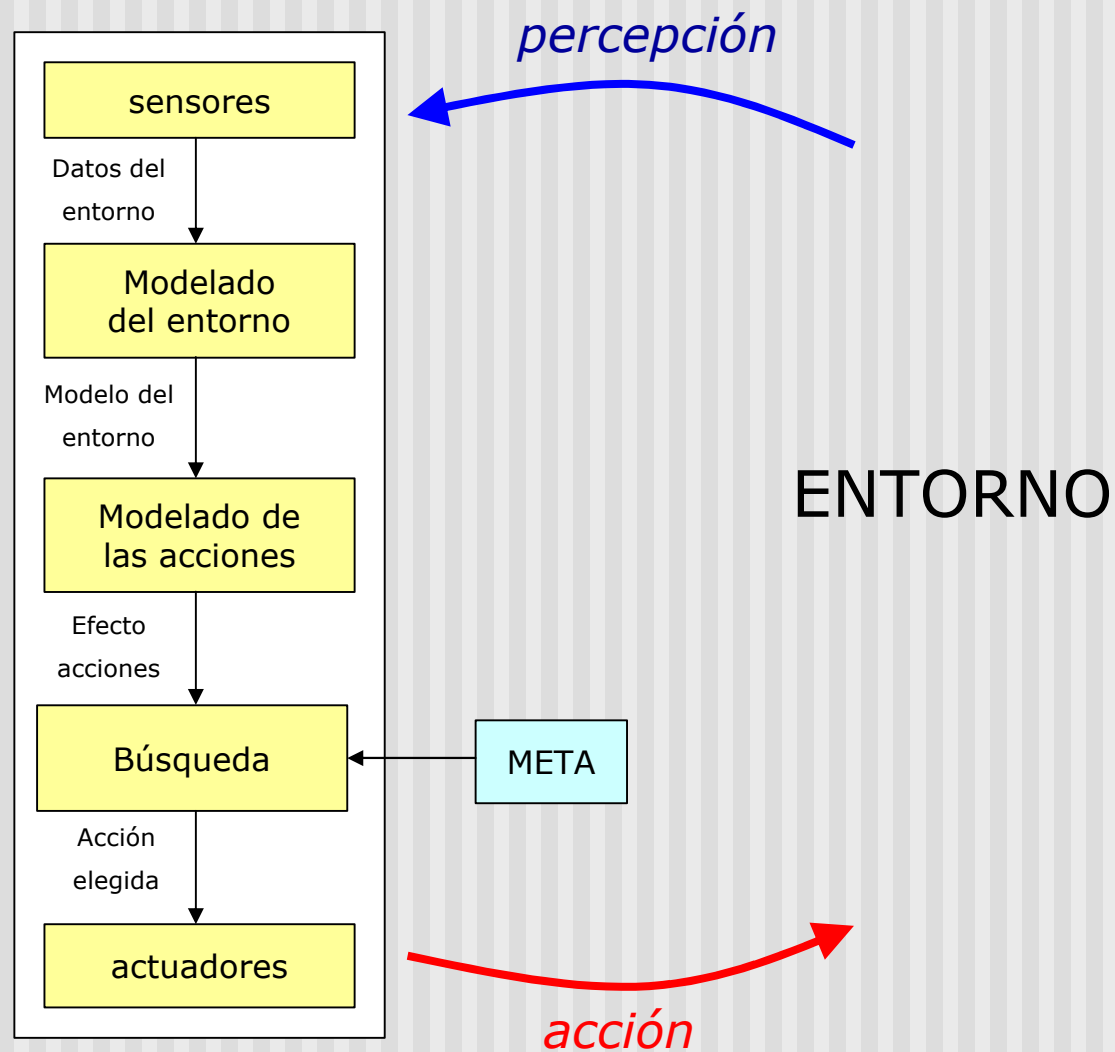 percepción
sensores
Datos del
entorno
Modelado
del entorno
Modelo del
entorno
ENTORNO
Modelado de
las acciones
Efecto
acciones
Búsqueda
META
Acción
elegida
actuadores
acción